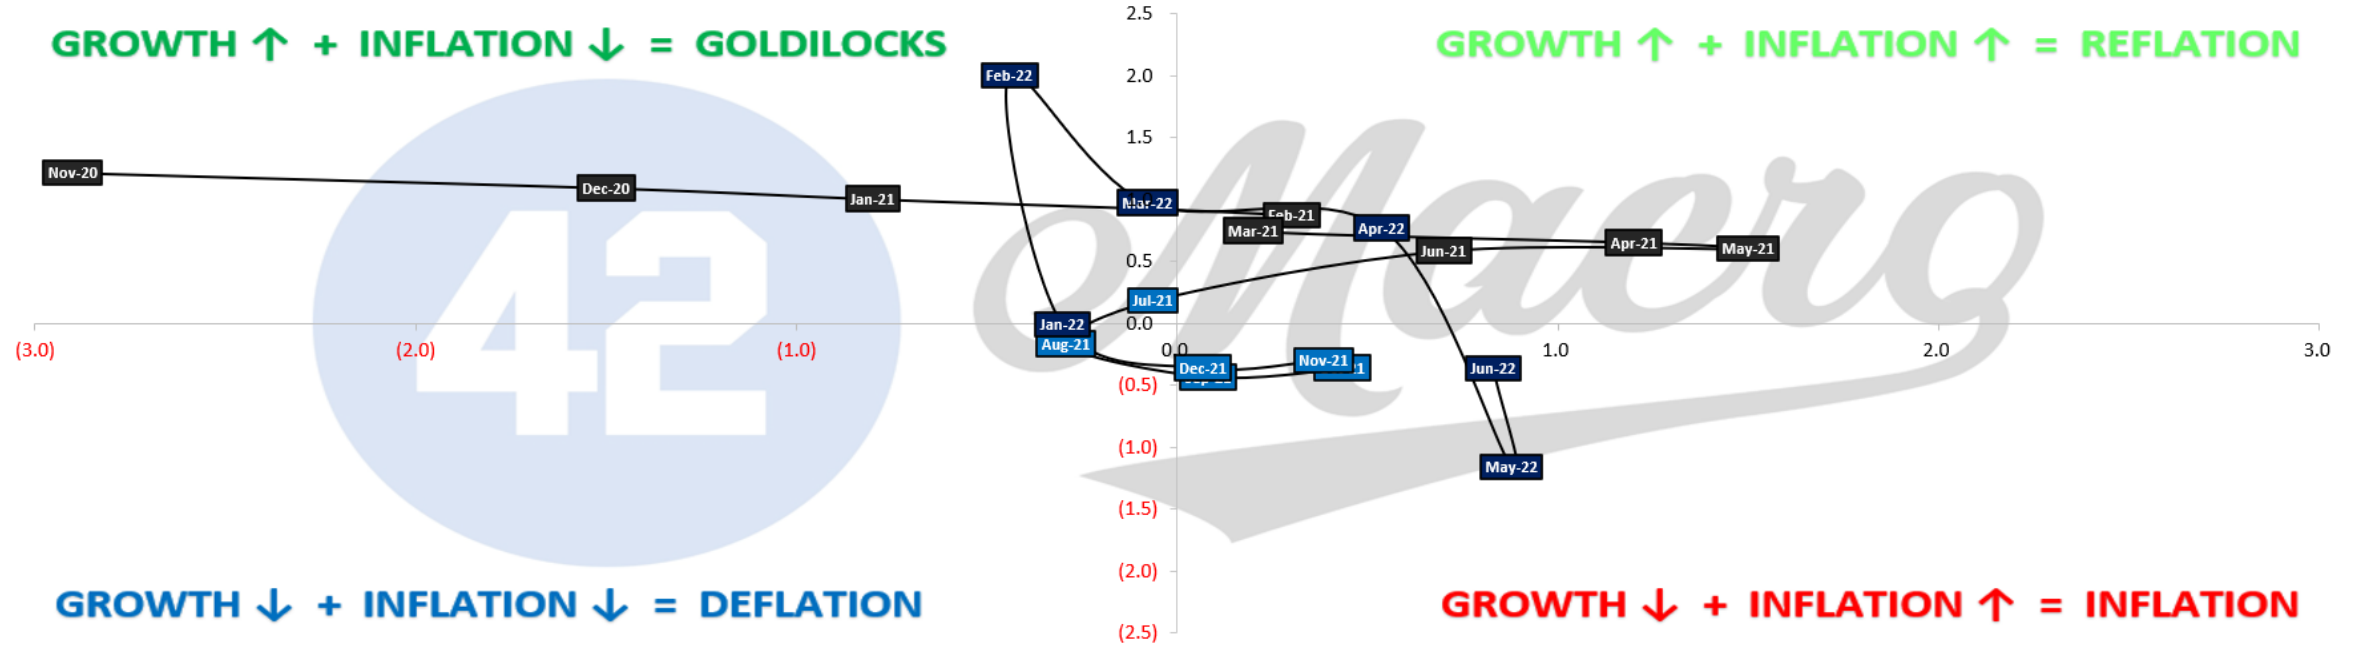 2.5
GROWTH ↑ + INFLATION ↓ = GOLDILOCKS
GROWTH ↑ + INFLATION ↑ = REFLATION
Feb-22
2.0
1.5
Nov-20
Dec-20
Jan-21
Mar-22
Feb-21
Mar-21
Apr-22
Jun-21
Apr-21
May-21
0.5
Jul-21
Jan-22
0.0
Aug-21
(3.0)
(2.0)
(1.0)
0.0
1.0
2.0
3.0
Dec-21
Nov-21
Jun-22
(0.5)
(1.0)
May-22
(1.5)
(2.0)
(2.5)
GROWTH ↓ + INFLATION ↓ = DEFLATION
GROWTH ↓ + INFLATION ↑ = INFLATION
42
Macro